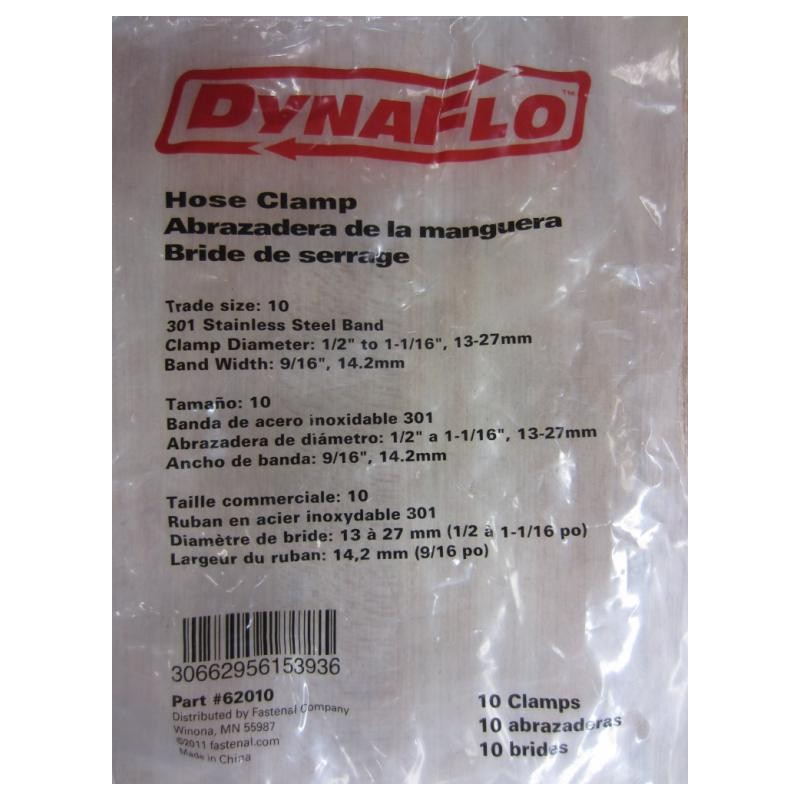 DYNAFLO™
Hose Clamp
Abrazadera de la manguera
Bride de serrage
Trade size: 10
301 Stainless Steel Band
Clamp Diameter: 1/2" to 1-1/16", 13-27mm
Band Width: 9/16", 14.2mm
Tamaño: 10
Banda de acero inoxidable 301
Abrazadera de diámetro: 1/2" a 1-1/16", 13-27mm
Ancho de banda: 9/16", 14.2mm
Taille commerciale: 10
Ruban en acier inoxydable 301
Diamètre de bride: 13 à 27 mm (1/2 à 1-1/16 po)
Largeur du ruban: 14,2 mm (9/16 po)
30662956153936
Part #62010
Distributed by Fastenal Company
Winona, MN 55987
©2011 fastenal.com
Made in China
10 Clamps
10 abrazaderas
10 brides